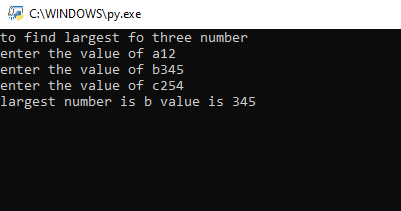 C:\WINDOWS\py.exe
to find largest fo three number
enter the value of a12
enter the value of b345
enter the value of c254
largest number is b value is 345